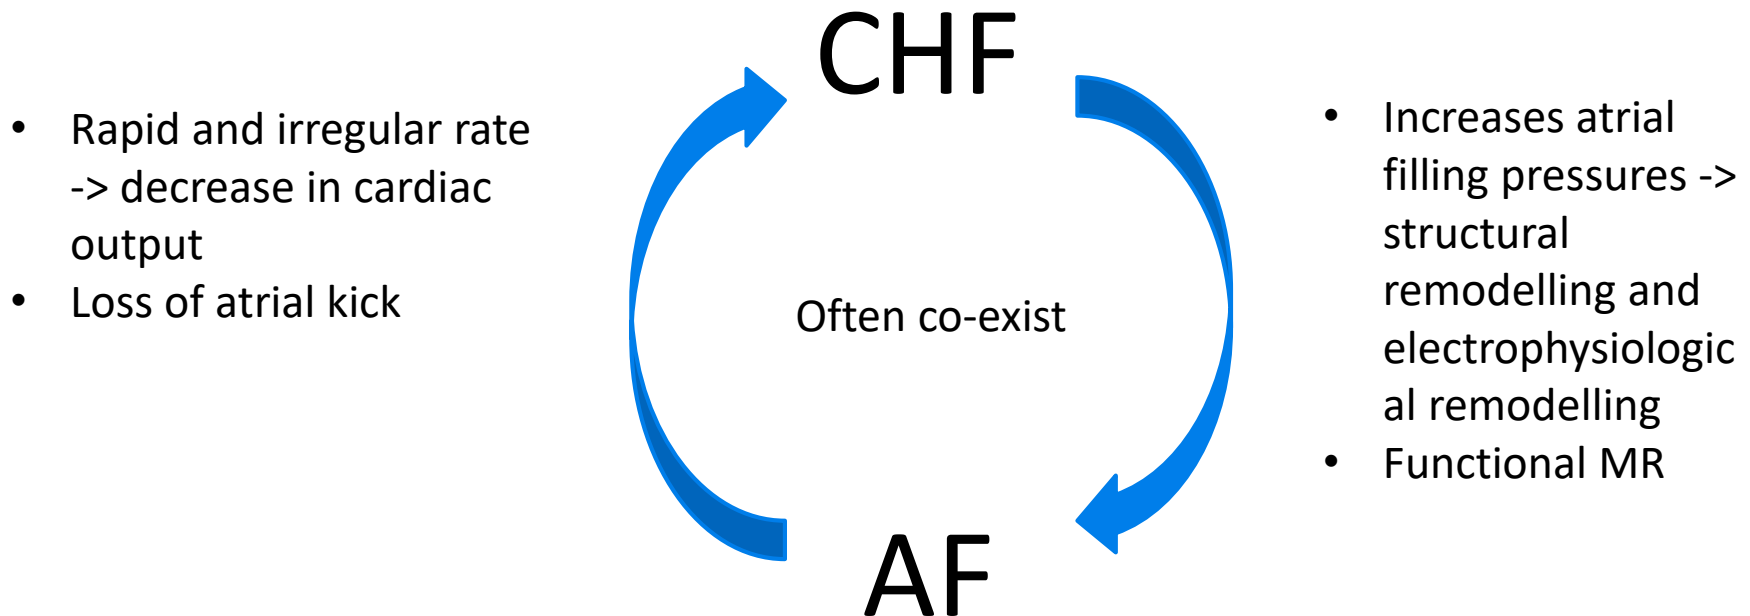 CHF
• Rapid and irregular rate
-> decrease in cardiac
output
• Loss of atrial kick
Often co-exist
• Increases atrial
filling pressures ->
structural
remodelling and
electrophysiologic
al remodelling
• Functional MR
AF